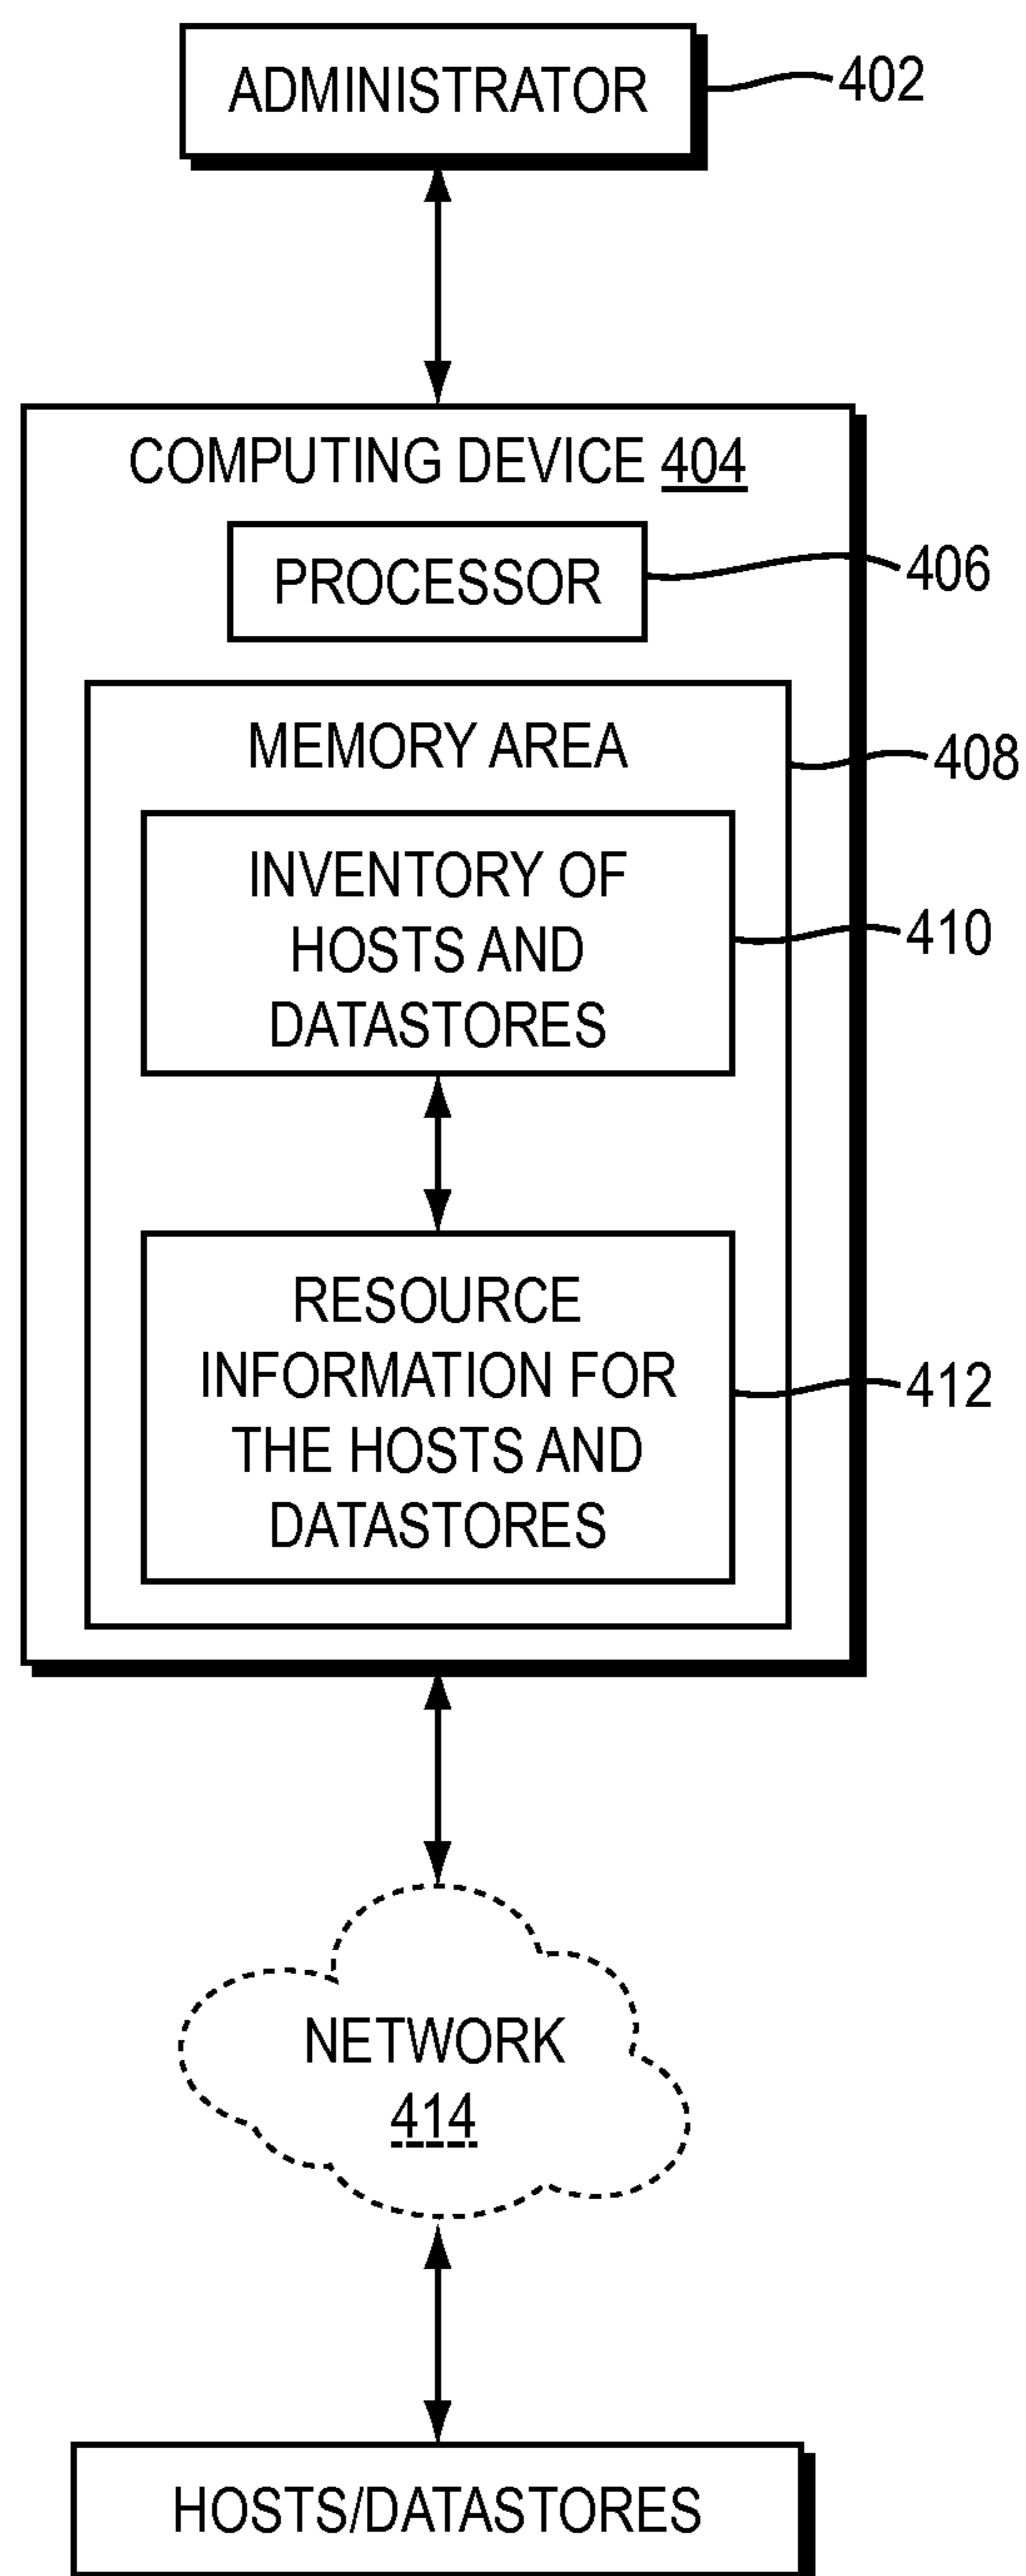 ADMINISTRATOR
402
COMPUTING DEVICE 404
PROCESSOR
406
MEMORY AREA
408
INVENTORY OF
HOSTS AND
DATASTORES
410
RESOURCE
INFORMATION FOR
THE HOSTS AND
DATASTORES
412
NETWORK
414
HOSTS/DATASTORES